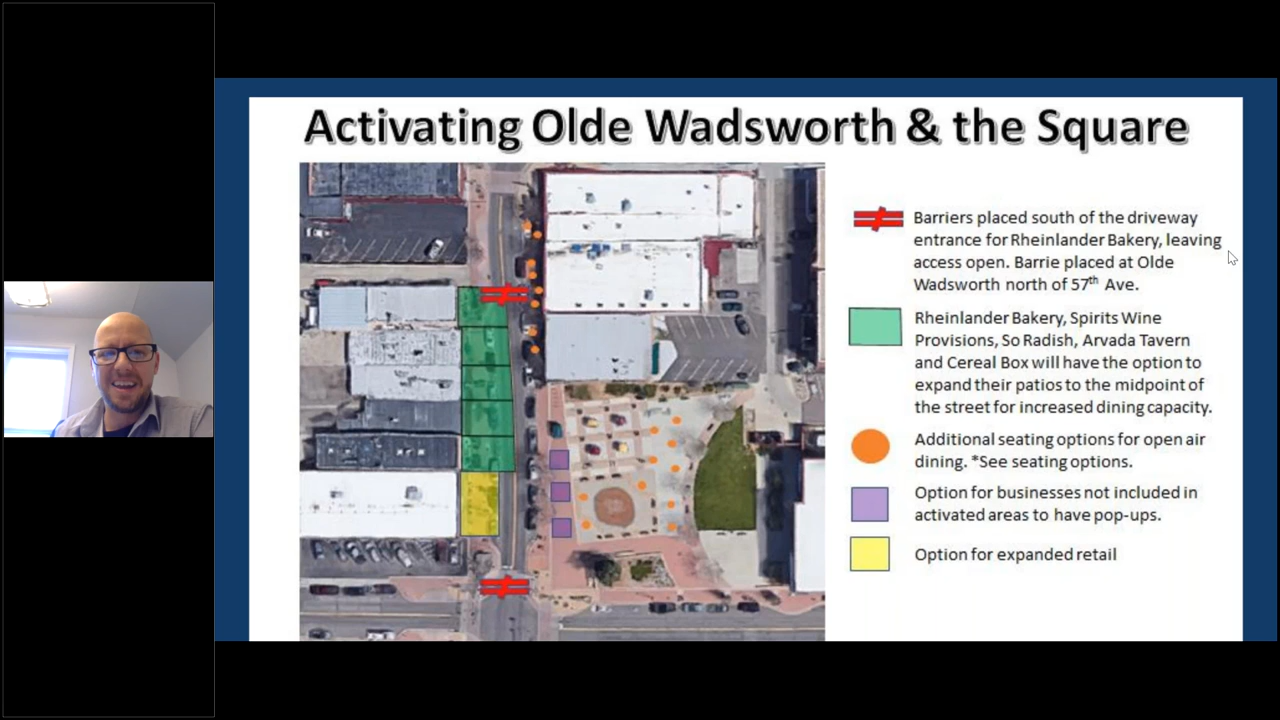 Activating Olde Wadsworth & the Square
Barriers placed south of the driveway
entrance for Rheinlander Bakery, leaving
access open. Barrie placed at Olde
Wadsworth north of 57th Ave.
Rheinlander Bakery, Spirits Wine
Provisions, So Radish, Arvada Tavern
and Cereal Box will have the option to
expand their patios to the midpoint of
the street for increased dining capacity.
Additional seating options for open air
dining. *See seating options.
Option for businesses not included in
activated areas to have pop-ups.
Option for expanded retail